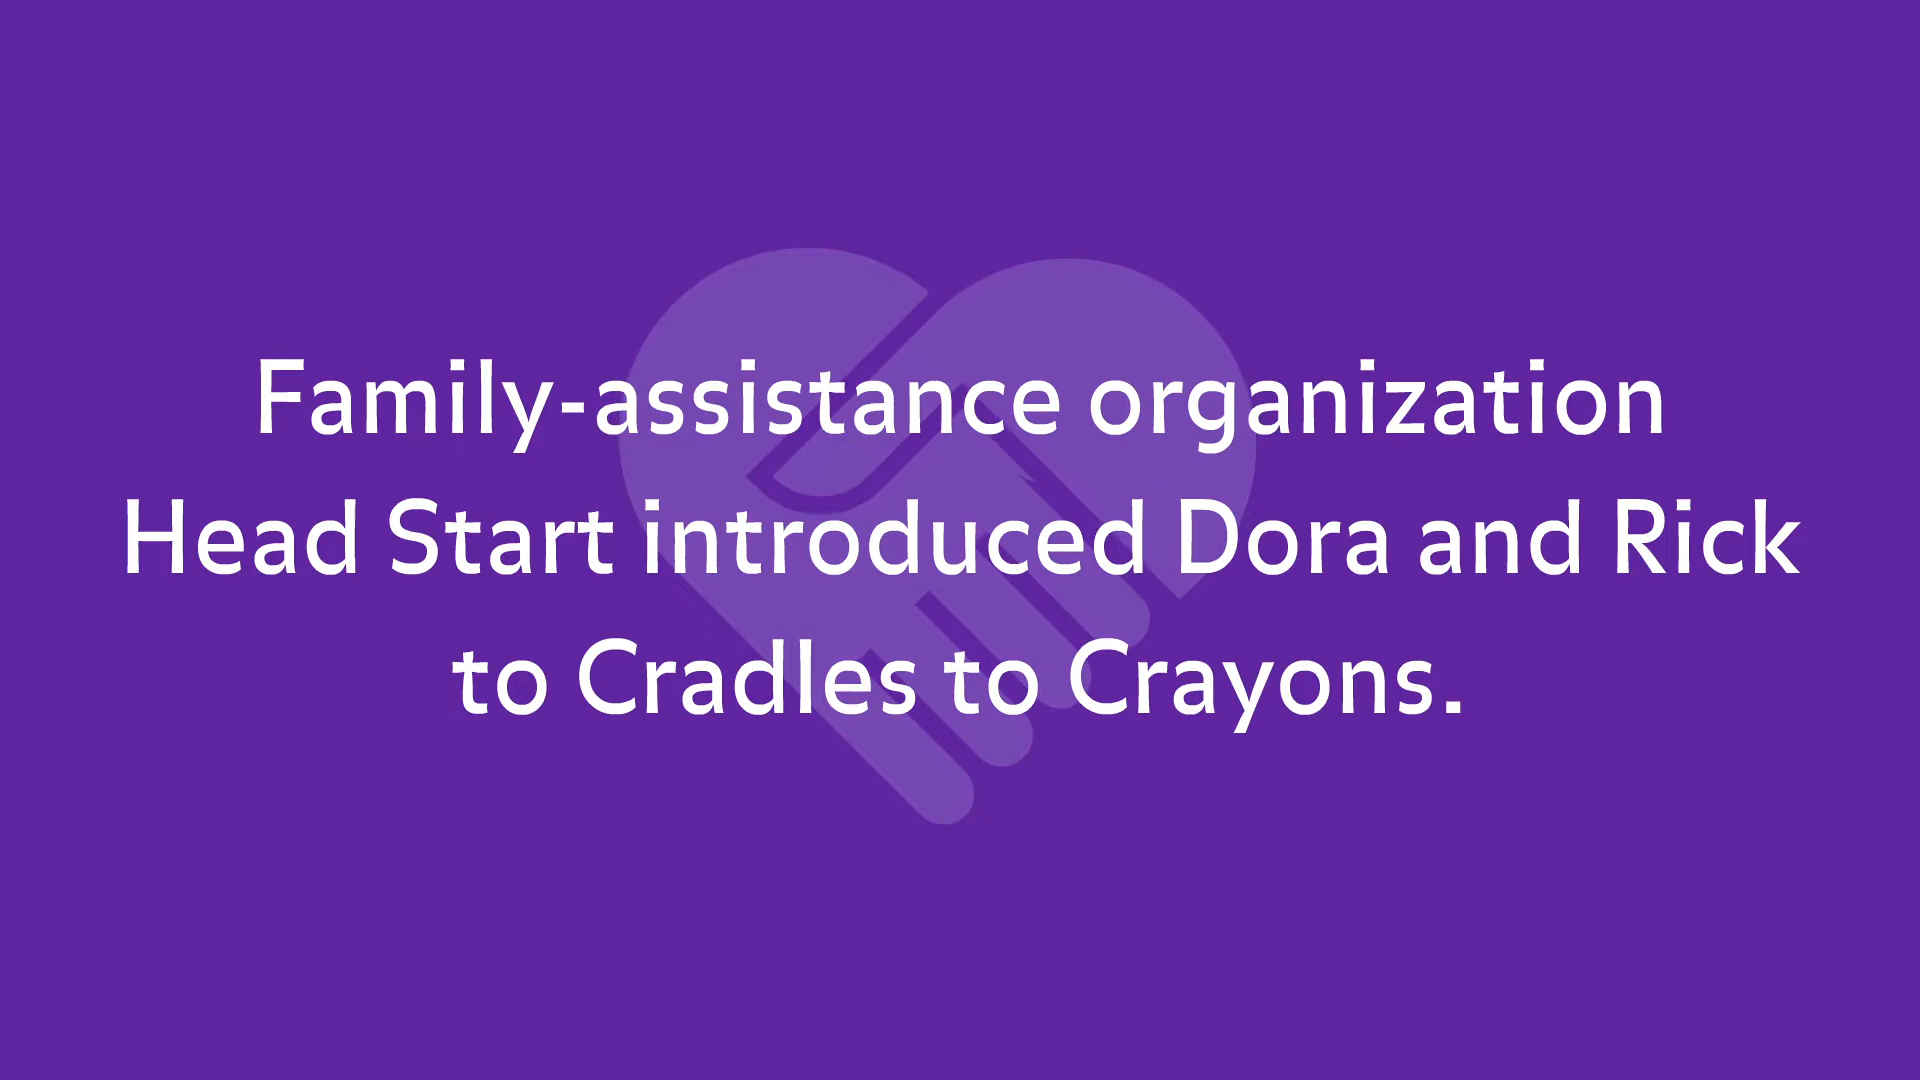 Family-assistance organization
Head Start introduced Dora and Rick
to Cradles to Crayons.